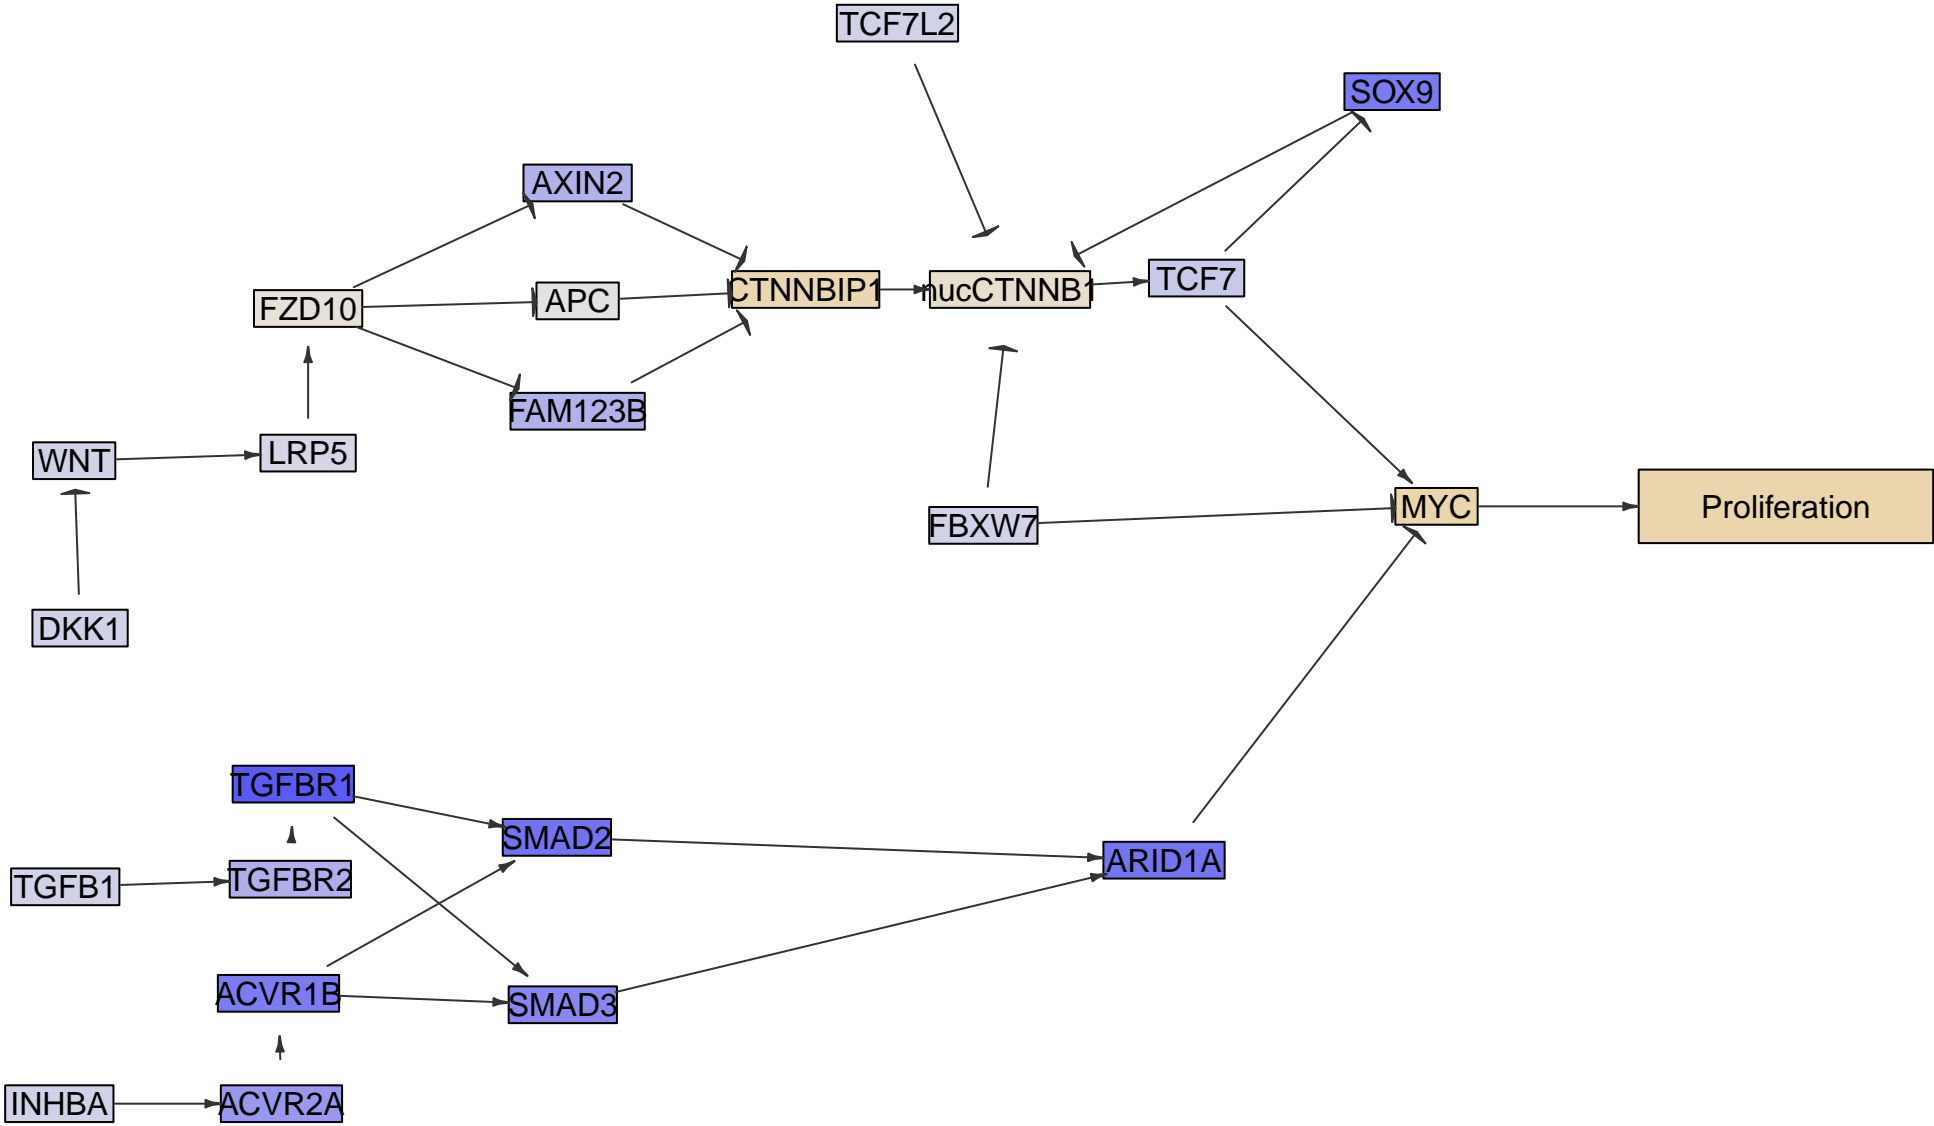 TCF7L2
SOX9
AXIN2
TCF7
CTNNBIP1
nucCTNNB1
APC
FZD10
FAM123B
LRP5
WNT
MYC
Proliferation
FBXW7
DKK1
TGFBR1
SMAD2
ARID1A
TGFBR2
TGFB1
ACVR1B
SMAD3
INHBA
ACVR2A